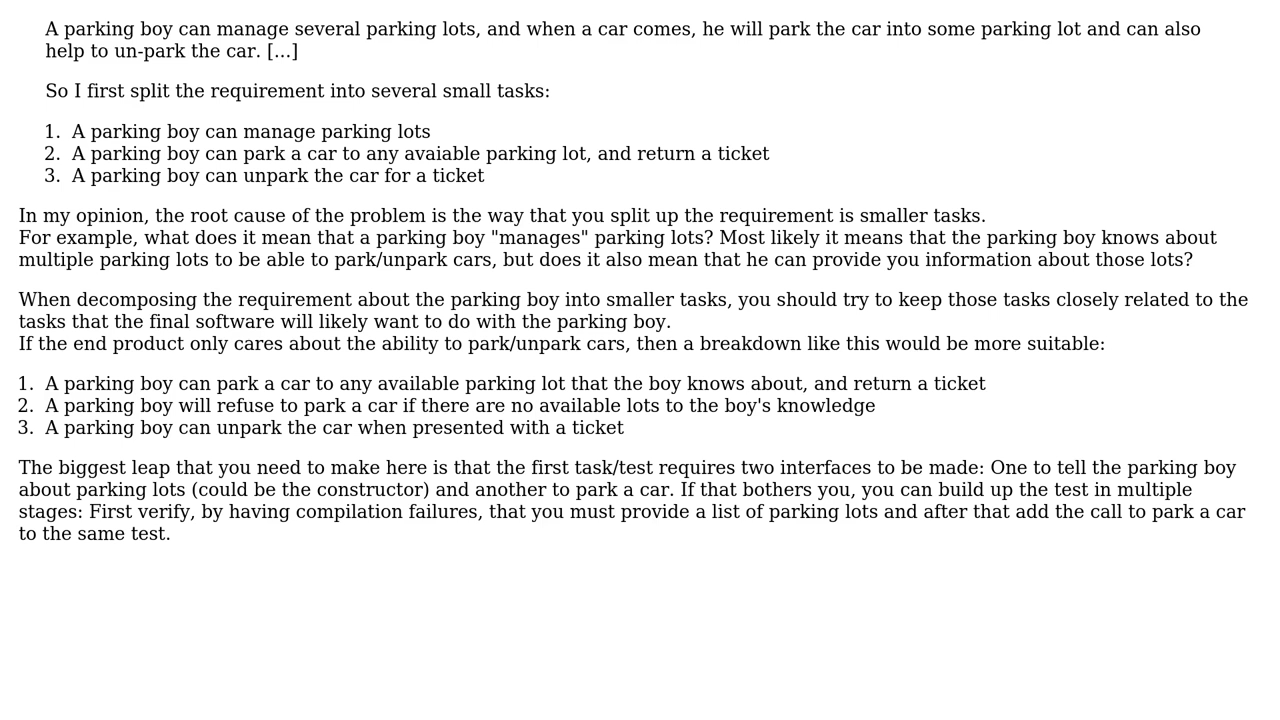 A parking boy can manage several parking lots, and when a car comes, he will park the car into some parking lot and can also
help to un-park the car. [...]
So I first split the requirement into several small tasks:
1. A parking boy can manage parking lots
2. A parking boy can park a car to any avaiable parking lot, and return a ticket
3. A parking boy can unpark the car for a ticket
In my opinion, the root cause of the problem is the way that you split up the requirement is smaller tasks.
For example, what does it mean that a parking boy "manages" parking lots? Most likely it means that the parking boy knows about
multiple parking lots to be able to park/unpark cars, but does it also mean that he can provide you information about those lots?
When decomposing the requirement about the parking boy into smaller tasks, you should try to keep those tasks closely related to the
tasks that the final software will likely want to do with the parking boy.
If the end product only cares about the ability to park/unpark cars, then a breakdown like this would be more suitable:
1. A parking boy can park a car to any available parking lot that the boy knows about, and return a ticket
2. A parking boy will refuse to park a car if there are no available lots to the boy's knowledge
3. A parking boy can unpark the car when presented with a ticket
The biggest leap that you need to make here is that the first task/test requires two interfaces to be made: One to tell the parking boy
about parking lots (could be the constructor) and another to park a car. If that bothers you, you can build up the test in multiple
stages: First verify, by having compilation failures, that you must provide a list of parking lots and after that add the call to park a car
to the same test.